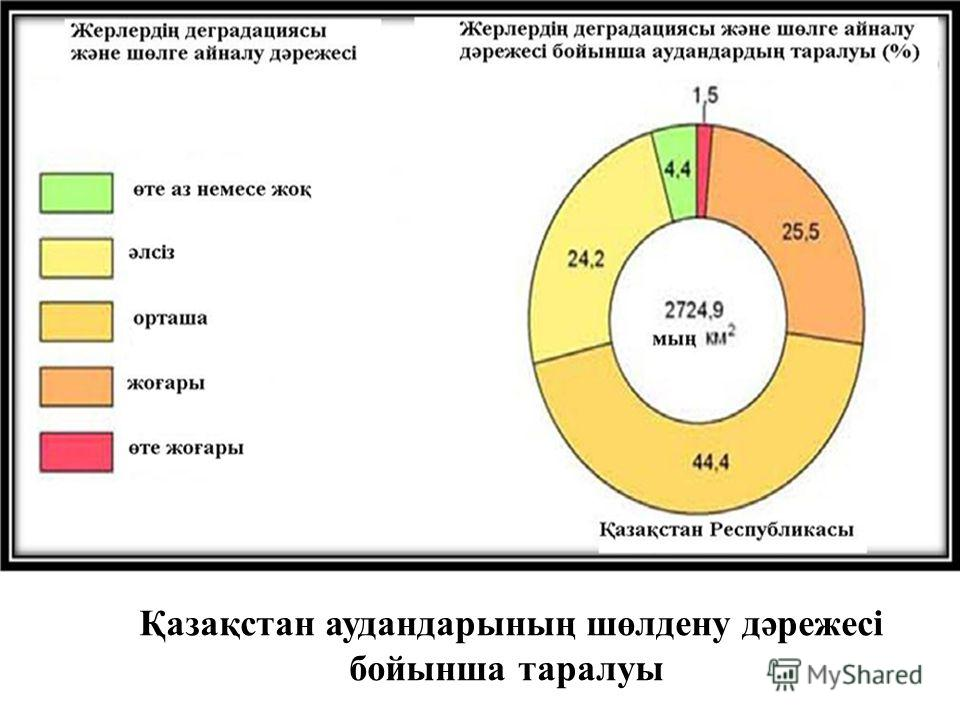 Жерлердің деградациясы
және шөлге айналу дәрежесі
өте аз немесе жоқ
әлсіз
орташа
жоғары
өте жоғары
Жерлердің деградациясы және шөлге айналу
дәрежесі бойынша аудандардың таралуы (%)
1,5
4,4
25,5
24,2
2724,9
мың км²
44,4
Қазақстан Республикасы
Қазақстан аудандарының шөлдену дәрежесі
бойынша таралуы
MyShared